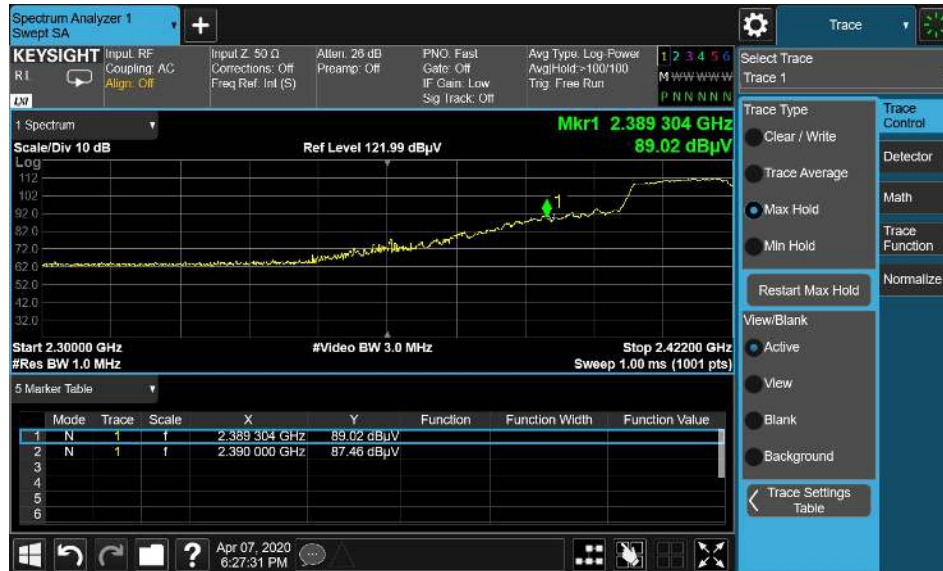 Spectrum Analyzer 1
Swept SA
Trace
KEYSIGHT
Input: RF
Coupling: AC
Align: Off
Input Z: 50 Ω
Corrections: Off
Freq Ref: Int (S)
Atten: 26 dB
Preamp: Off
PNO: Fast
Gate: Off
IF Gain: Low
Sig Track: Off
Avg Type: Log-Power
Avg|Hold:>100/100
Trig: Free Run
1 2 3 4 5 6
M W W W W W
P N N N N N
RL
LXI
Select Trace
Trace 1
1 Spectrum
Mkr1 2.389 304 GHz
Scale/Div 10 dB
Ref Level 121.99 dBµV
89.02 dBµV
Log
112
102
92.0
82.0
72.0
62.0
52.0
42.0
32.0
1
Start 2.30000 GHz
#Video BW 3.0 MHz
Stop 2.42200 GHz
#Res BW 1.0 MHz
Sweep 1.00 ms (1001 pts)
5 Marker Table
Mode Trace Scale X Y Function Function Width Function Value
1 N 1 f 2.389 304 GHz 89.02 dBµV
2 N 1 f 2.390 000 GHz 87.46 dBµV
3
4
5
6
Apr 07, 2020
6:27:31 PM
Trace Type
Clear / Write
Trace Average
Max Hold
Min Hold
Restart Max Hold
View/Blank
Active
View
Blank
Background
Trace Settings
Table
Trace
Control
Detector
Math
Trace
Function
Normalize